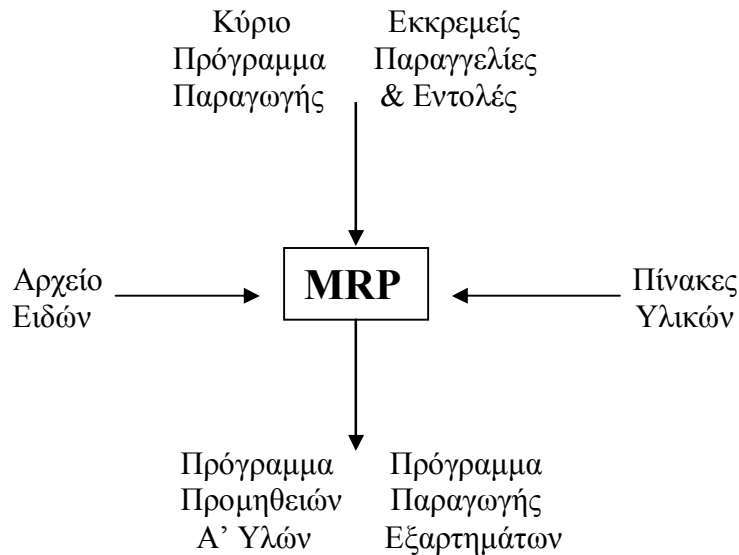 Κύριο
Πρόγραμμα
Παραγωγής
Εκκρεμείς
Παραγγελίες
& Εντολές
Αρχείο
Ειδών
MRP
Πίνακες
Υλικών
Πρόγραμμα
Προμηθειών
Α’ Υλών
Πρόγραμμα
Παραγωγής
Εξαρτημάτων